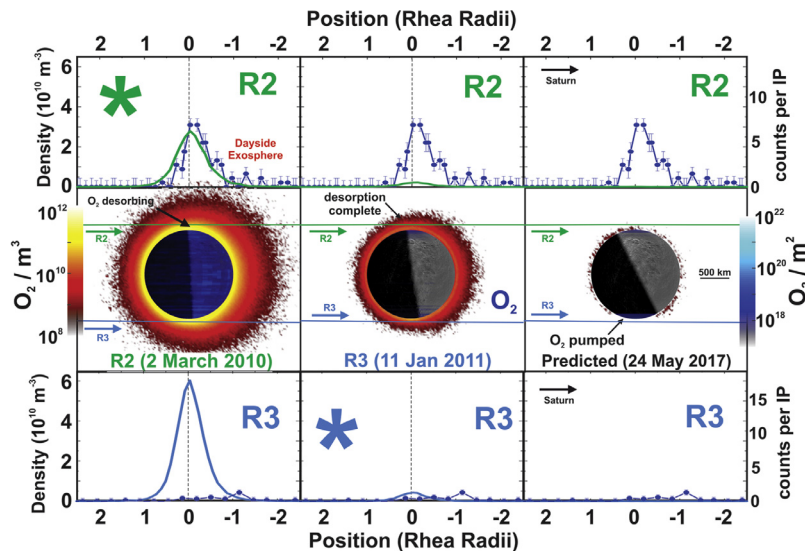 Position (Rhea Radii)
2 1 0 -1 -2 2 1 0 -1 -2 2 1 0 -1 -2
Density (10¹⁰ m⁻³)
6
4
2
0
* R2
Dayside
Exosphere
R2
Saturn
R2
counts per IP
10
5
0
O₂ / m³
10¹²
10¹⁰
10⁸
O₂ desorbing
R2
R3
R2 (2 March 2010)
desorption
complete
R2
R3
O₂
R3 (11 Jan 2011)
500 km
O₂ pumped
Predicted (24 May 2017)
10²²
10²⁰
10¹⁸
O₂ / m²
Density (10¹⁰ m⁻³)
6
4
2
0
R3
* R3
Saturn
R3
counts per IP
15
10
5
0
2 1 0 -1 -2 2 1 0 -1 -2 2 1 0 -1 -2
Position (Rhea Radii)